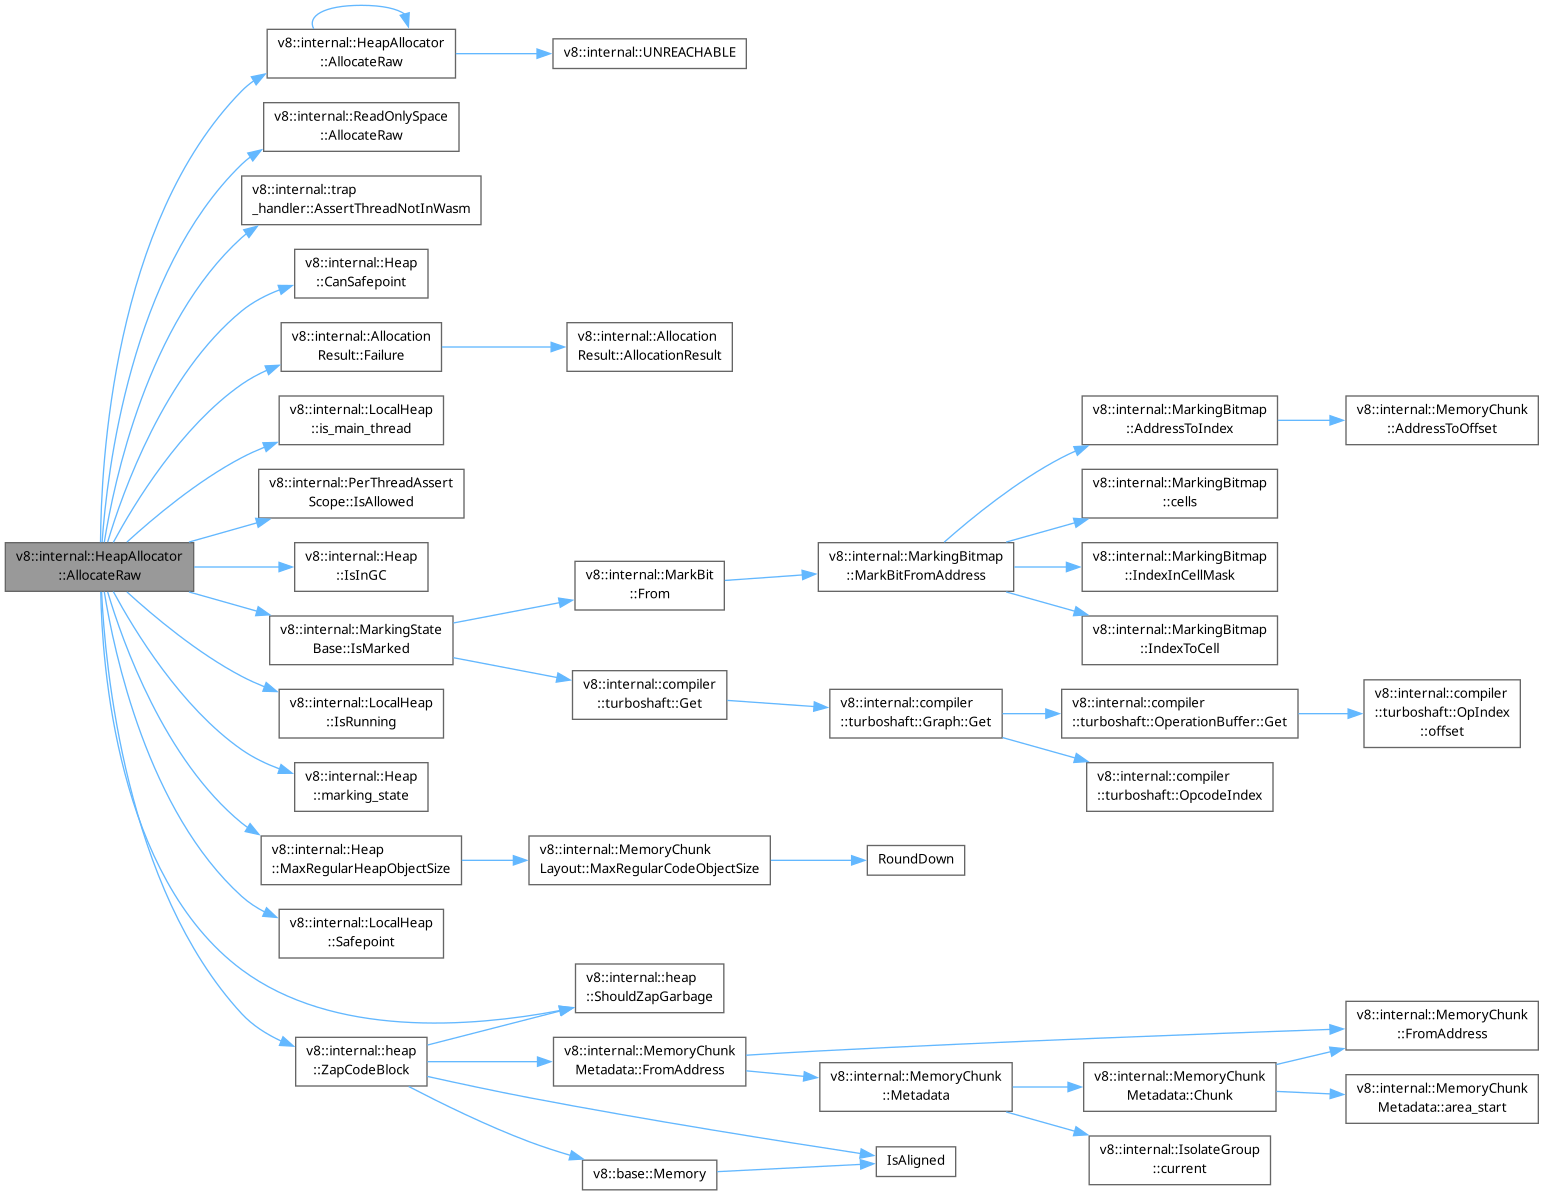 v8::internal::HeapAllocator
::AllocateRaw
v8::internal::HeapAllocator
::AllocateRaw
v8::internal::UNREACHABLE
v8::internal::ReadOnlySpace
::AllocateRaw
v8::internal::trap
_handler::AssertThreadNotInWasm
v8::internal::Heap
::CanSafepoint
v8::internal::Allocation
Result::Failure
v8::internal::Allocation
Result::AllocationResult
v8::internal::LocalHeap
::is_main_thread
v8::internal::PerThreadAssert
Scope::IsAllowed
v8::internal::Heap
::IsInGC
v8::internal::MarkingState
Base::IsMarked
v8::internal::MarkBit
::From
v8::internal::MarkingBitmap
::MarkBitFromAddress
v8::internal::MarkingBitmap
::AddressToIndex
v8::internal::MemoryChunk
::AddressToOffset
v8::internal::MarkingBitmap
::cells
v8::internal::MarkingBitmap
::IndexInCellMask
v8::internal::MarkingBitmap
::IndexToCell
v8::internal::compiler
::turboshaft::Get
v8::internal::compiler
::turboshaft::Graph::Get
v8::internal::compiler
::turboshaft::OperationBuffer::Get
v8::internal::compiler
::turboshaft::OpIndex
::offset
v8::internal::compiler
::turboshaft::OpcodeIndex
v8::internal::LocalHeap
::IsRunning
v8::internal::Heap
::marking_state
v8::internal::Heap
::MaxRegularHeapObjectSize
v8::internal::MemoryChunk
Layout::MaxRegularCodeObjectSize
RoundDown
v8::internal::LocalHeap
::Safepoint
v8::internal::heap
::ShouldZapGarbage
v8::internal::heap
::ZapCodeBlock
v8::internal::MemoryChunk
Metadata::FromAddress
v8::internal::MemoryChunk
::Metadata
v8::internal::MemoryChunk
Metadata::Chunk
v8::internal::MemoryChunk
::FromAddress
v8::internal::MemoryChunk
Metadata::area_start
v8::internal::IsolateGroup
::current
v8::base::Memory
IsAligned